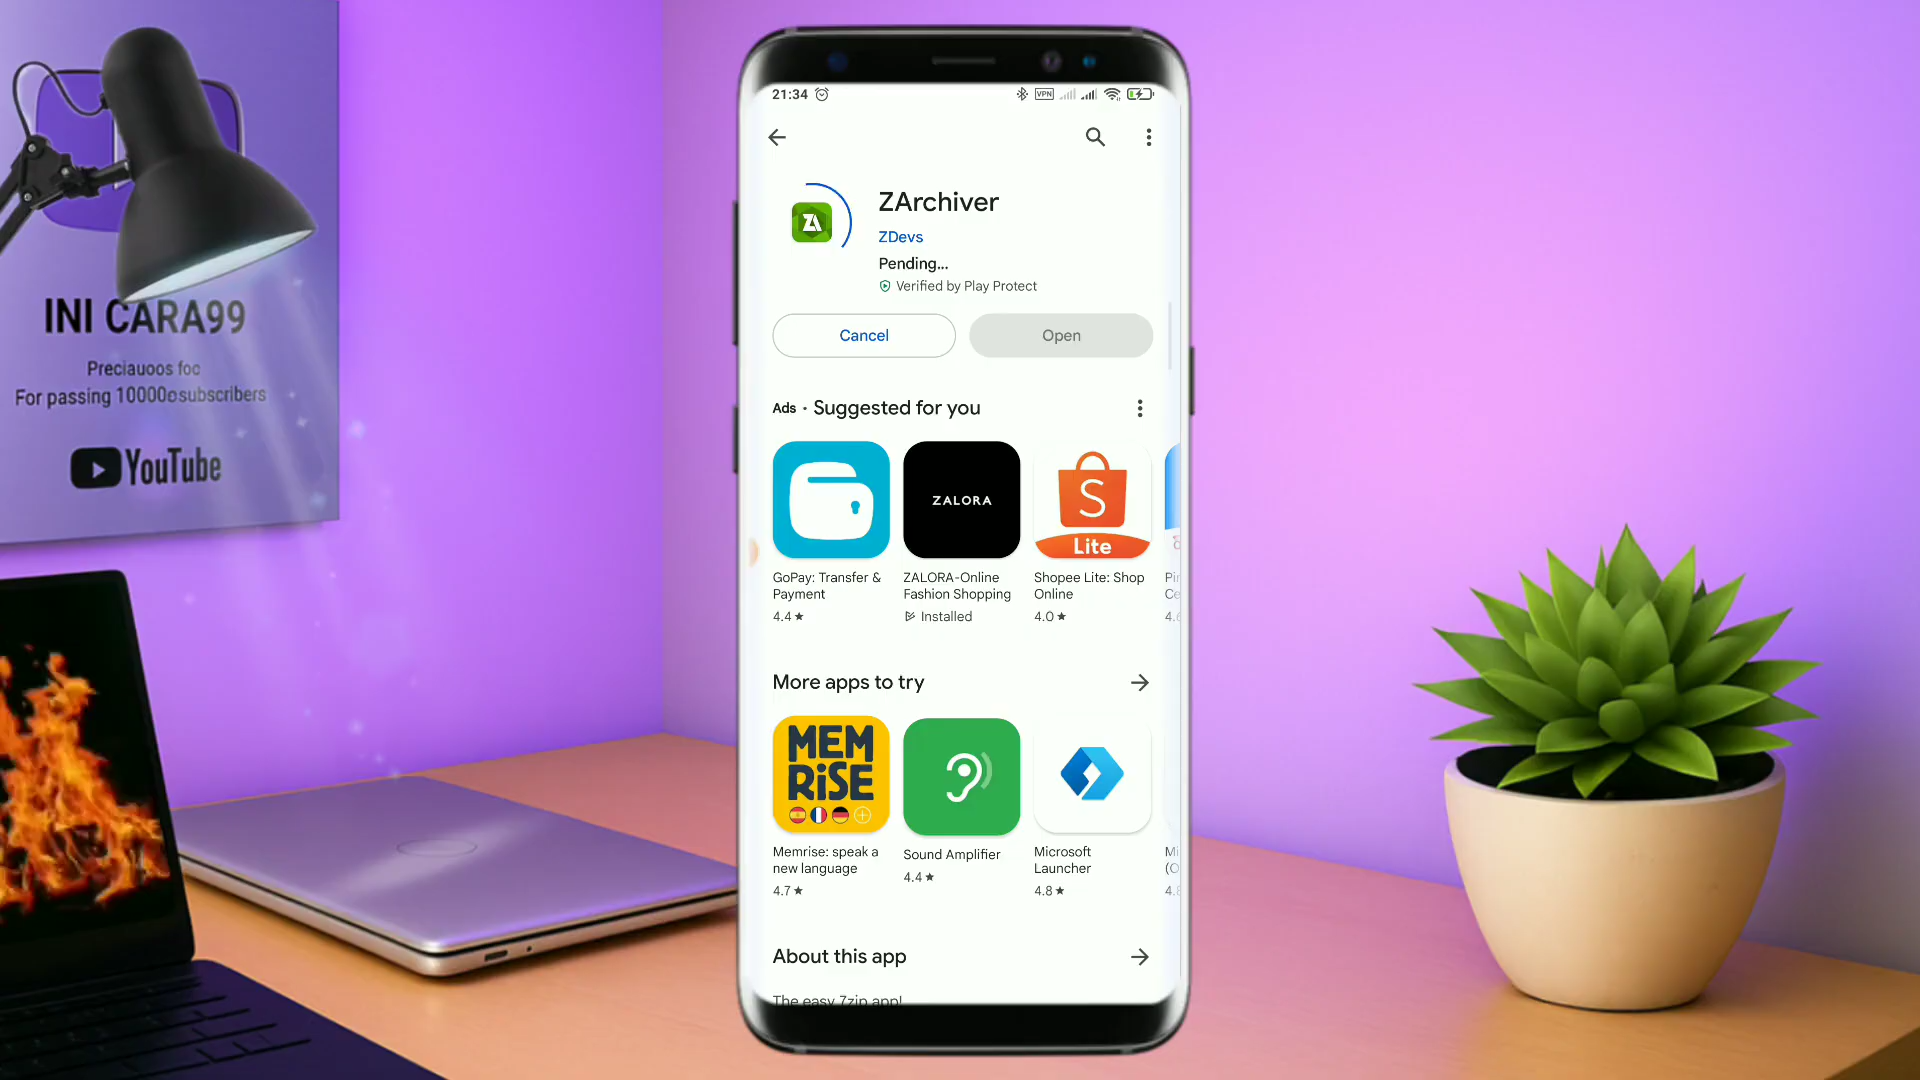 INI CARA99
Preciauoos foc
For passing 10000osubscribers
YouTube
21:34
VPN
ZA
ZArchiver
ZDevs
Pending...
Verified by Play Protect
Cancel
Open
Ads · Suggested for you
ZALORA
S
Lite
GoPay: Transfer &
Payment
4.4 ★
ZALORA-Online
Fashion Shopping
Installed
Shopee Lite: Shop
Online
4.0 ★
More apps to try
MEM
RiSE
Memrise: speak a
new language
4.7 ★
Sound Amplifier
4.4 ★
Microsoft
Launcher
4.8 ★
About this app
The easy 7zip app!